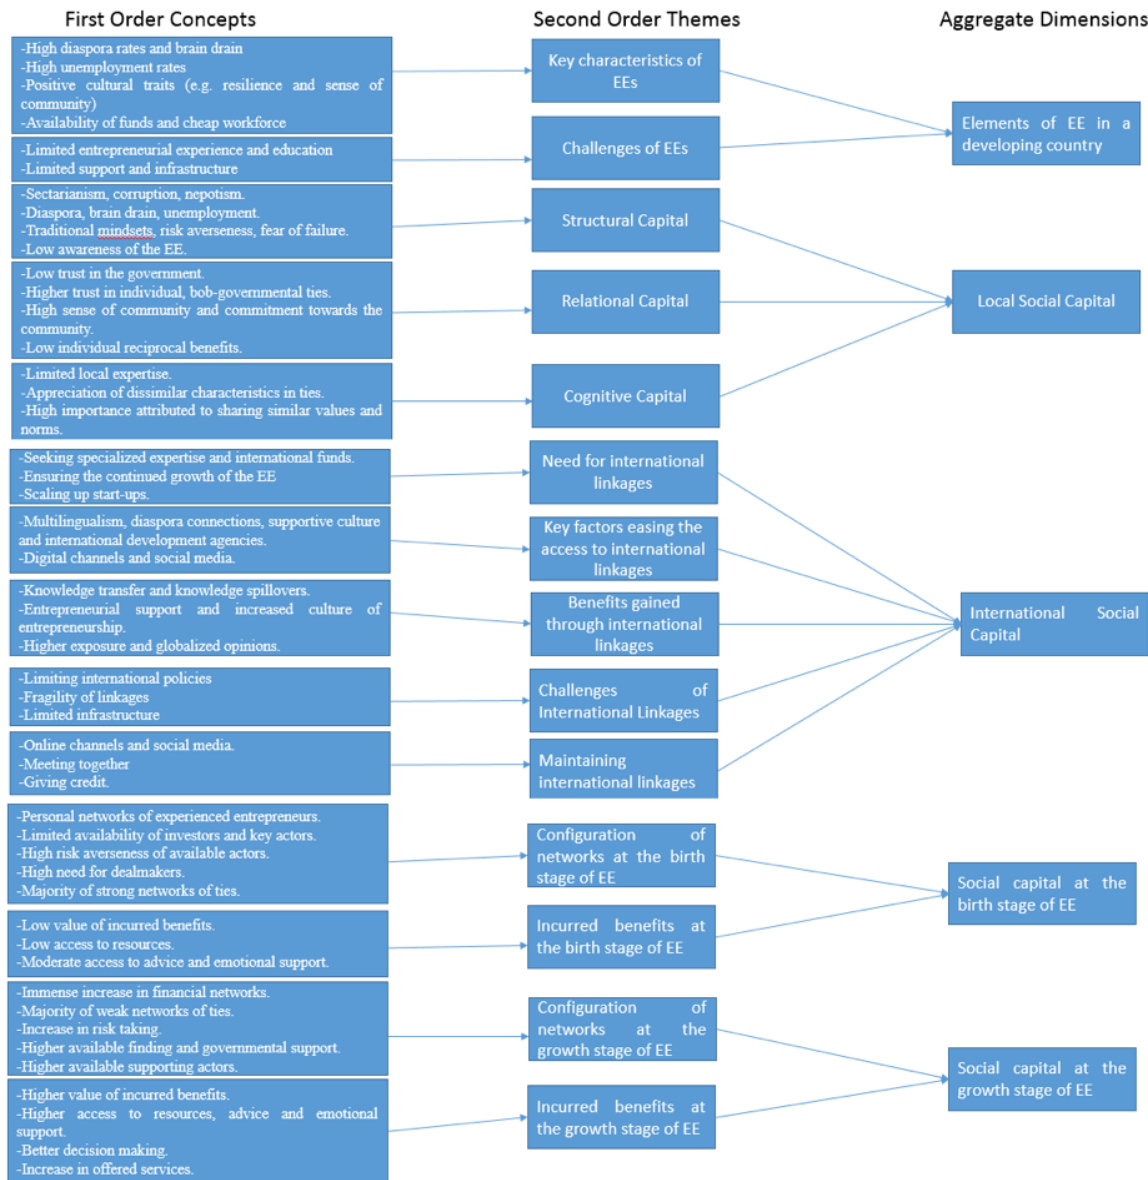 First Order Concepts
Second Order Themes
Aggregate Dimensions
-High diaspora rates and brain drain
-High unemployment rates
-Positive cultural traits (e.g. resilience and sense of
community)
-Availability of funds and cheap workforce
Key characteristics of
EEs
-Limited entrepreneurial experience and education
-Limited support and infrastructure
Challenges of EEs
Elements of EE in a
developing country
-Sectarianism, corruption, nepotism.
-Diaspora, brain drain, unemployment.
-Traditional mindsets, risk averseness, fear of failure.
-Low awareness of the EE.
Structural Capital
-Low trust in the government.
-Higher trust in individual, bob-governmental ties.
-High sense of community and commitment towards the
community.
-Low individual reciprocal benefits.
Relational Capital
Local Social Capital
-Limited local expertise.
-Appreciation of dissimilar characteristics in ties.
-High importance attributed to sharing similar values and
norms.
Cognitive Capital
-Seeking specialized expertise and international funds.
-Ensuring the continued growth of the EE
-Scaling up start-ups.
Need for international
linkages
-Multilingualism, diaspora connections, supportive culture
and international development agencies.
-Digital channels and social media.
Key factors easing the
access to international
linkages
-Knowledge transfer and knowledge spillovers.
-Entrepreneurial support and increased culture of
entrepreneurship.
-Higher exposure and globalized opinions.
Benefits gained
through international
linkages
International Social
Capital
-Limiting international policies
-Fragility of linkages
-Limited infrastructure
Challenges of
International Linkages
-Online channels and social media.
-Meeting together
-Giving credit.
Maintaining
international linkages
-Personal networks of experienced entrepreneurs.
-Limited availability of investors and key actors.
-High risk averseness of available actors.
-High need for dealmakers.
-Majority of strong networks of ties.
Configuration of
networks at the birth
stage of EE
-Low value of incurred benefits.
-Low access to resources.
-Moderate access to advice and emotional support.
Incurred benefits at
the birth stage of EE
Social capital at the
birth stage of EE
-Immense increase in financial networks.
-Majority of weak networks of ties.
-Increase in risk taking.
-Higher available finding and governmental support.
-Higher available supporting actors.
Configuration of
networks at the
growth stage of EE
-Higher value of incurred benefits.
-Higher access to resources, advice and emotional
support.
-Better decision making.
-Increase in offered services.
Incurred benefits at
the growth stage of EE
Social capital at the
growth stage of EE